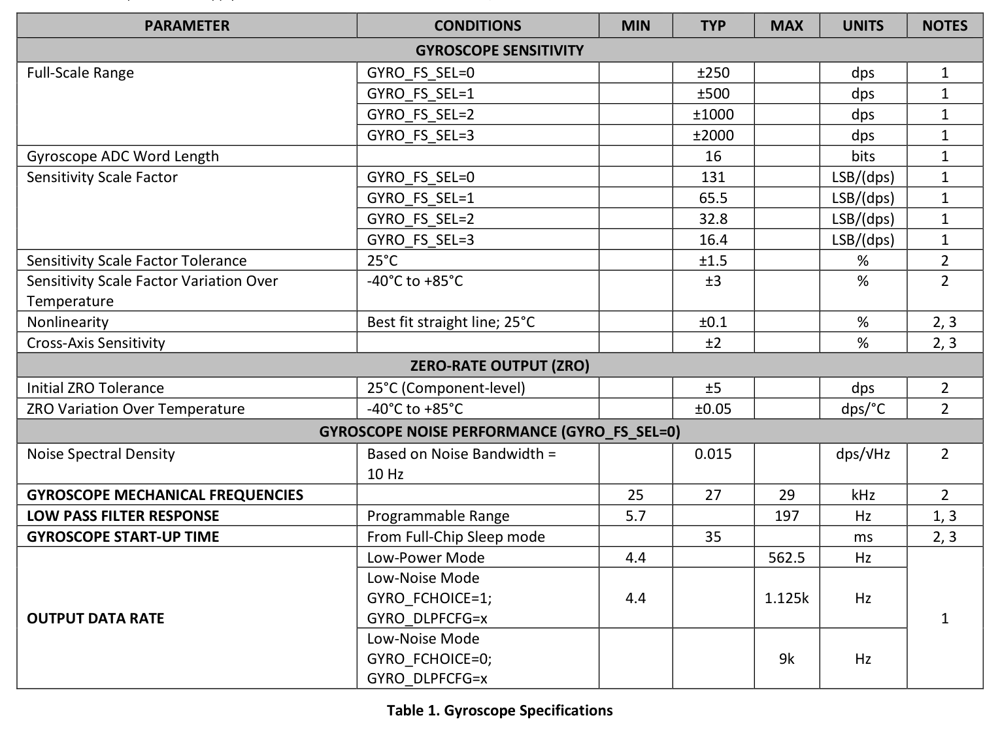 PARAMETER CONDITIONS MIN TYP MAX UNITS NOTES
GYROSCOPE SENSITIVITY
Full-Scale Range GYRO_FS_SEL=0 ±250 dps 1
GYRO_FS_SEL=1 ±500 dps 1
GYRO_FS_SEL=2 ±1000 dps 1
GYRO_FS_SEL=3 ±2000 dps 1
Gyroscope ADC Word Length 16 bits 1
Sensitivity Scale Factor GYRO_FS_SEL=0 131 LSB/(dps) 1
GYRO_FS_SEL=1 65.5 LSB/(dps) 1
GYRO_FS_SEL=2 32.8 LSB/(dps) 1
GYRO_FS_SEL=3 16.4 LSB/(dps) 1
Sensitivity Scale Factor Tolerance 25°C ±1.5 % 2
Sensitivity Scale Factor Variation Over -40°C to +85°C ±3 % 2
Temperature
Nonlinearity Best fit straight line; 25°C ±0.1 % 2, 3
Cross-Axis Sensitivity ±2 % 2, 3
ZERO-RATE OUTPUT (ZRO)
Initial ZRO Tolerance 25°C (Component-level) ±5 dps 2
ZRO Variation Over Temperature -40°C to +85°C ±0.05 dps/°C 2
GYROSCOPE NOISE PERFORMANCE (GYRO_FS_SEL=0)
Noise Spectral Density Based on Noise Bandwidth = 0.015 dps/√Hz 2
10 Hz
GYROSCOPE MECHANICAL FREQUENCIES 25 27 29 kHz 2
LOW PASS FILTER RESPONSE Programmable Range 5.7 197 Hz 1, 3
GYROSCOPE START-UP TIME From Full-Chip Sleep mode 35 ms 2, 3
Low-Power Mode 4.4 562.5 Hz
Low-Noise Mode
GYRO_FCHOICE=1; 4.4 1.125k Hz
OUTPUT DATA RATE GYRO_DLPFCFG=x 1
Low-Noise Mode
GYRO_FCHOICE=0; 9k Hz
GYRO_DLPFCFG=x
Table 1. Gyroscope Specifications